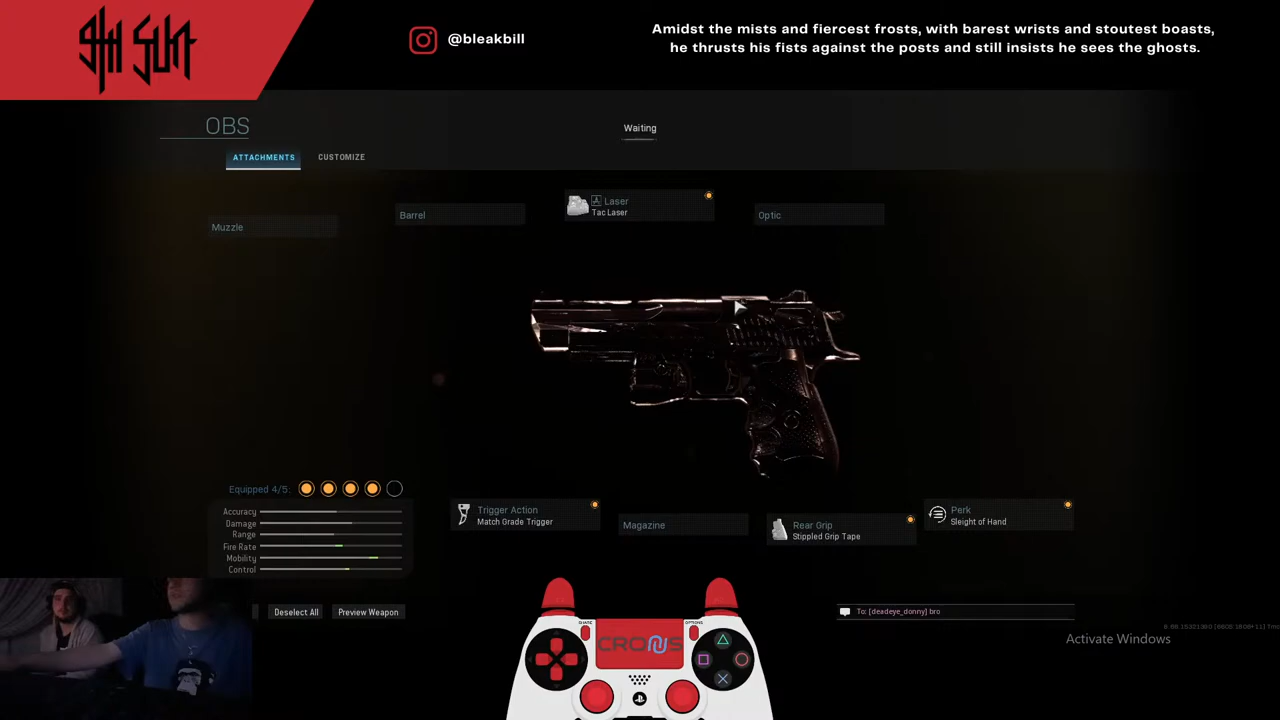 Amidst the mists and fiercest frosts, with barest wrists and stoutest boasts,
he thrusts his fists against the posts and still insists he sees the ghosts.
@bleakbill
OBS
Waiting
ATTACHMENTS CUSTOMIZE
Muzzle
Barrel
Laser
Tac Laser
Optic
Equipped 4/5:
Accuracy
Damage
Range
Fire Rate
Mobility
Control
Trigger Action
Match Grade Trigger
Magazine
Rear Grip
Stippled Grip Tape
Perk
Sleight of Hand
Deselect All Preview Weapon
SHARE
OPTIONS
CRONUS
To: [deadeye_donny] bro
Activate Windows